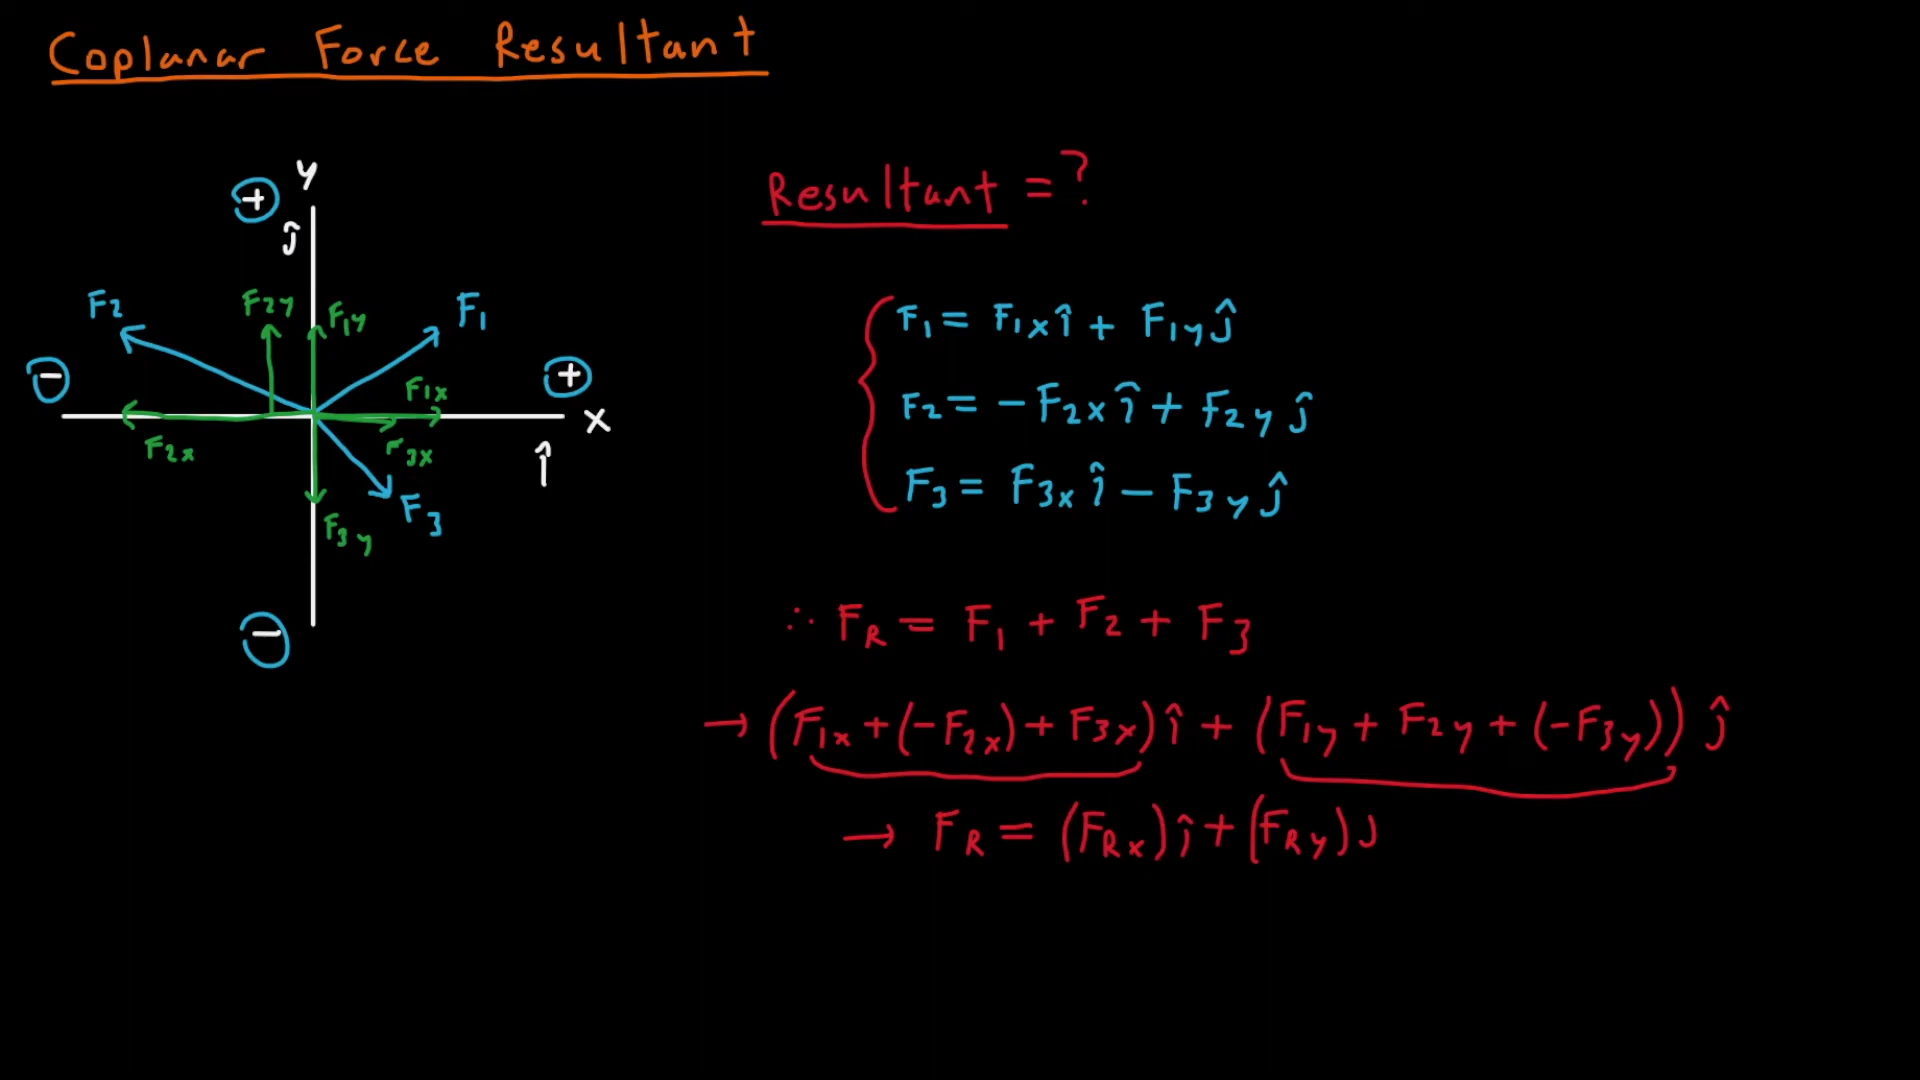 Coplanar Force Resultant
y
+
ĵ
F2
F2y
F1y
F1
-
+
F1x
x
F2x
F3x
î
F3
F3y
-
Resultant = ?
F1 = F1x î + F1y ĵ
F2 = - F2x î + F2y ĵ
F3 = F3x î - F3y ĵ
∴ FR = F1 + F2 + F3
→ (F1x + (-F2x) + F3x) î + (F1y + F2y + (-F3y)) ĵ
→ FR = (FRx) î + (FRy) j